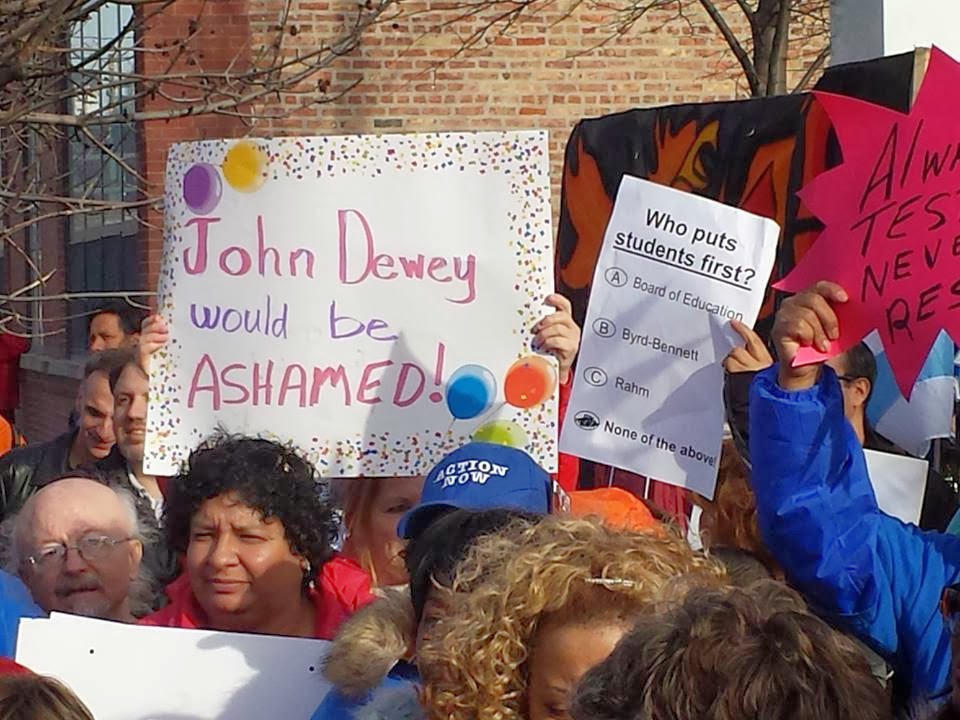 John Dewey
would be
ASHAMED!
Who puts
students first?
A Board of Education
B Byrd-Bennett
C Rahm
None of the above!
TEST
ACTION
NOW